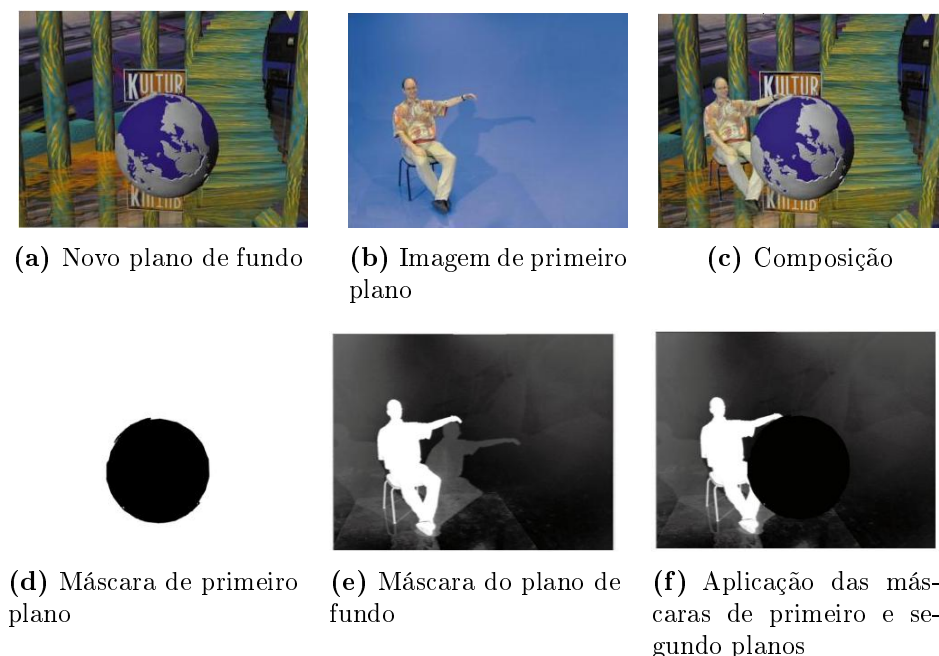 KULTUR
KULTUR
KULTUR
(a) Novo plano de fundo
(b) Imagem de primeiro
plano
(c) Composição
(d) Máscara de primeiro
plano
(e) Máscara do plano de
fundo
(f) Aplicação das más-
caras de primeiro e se-
gundo planos